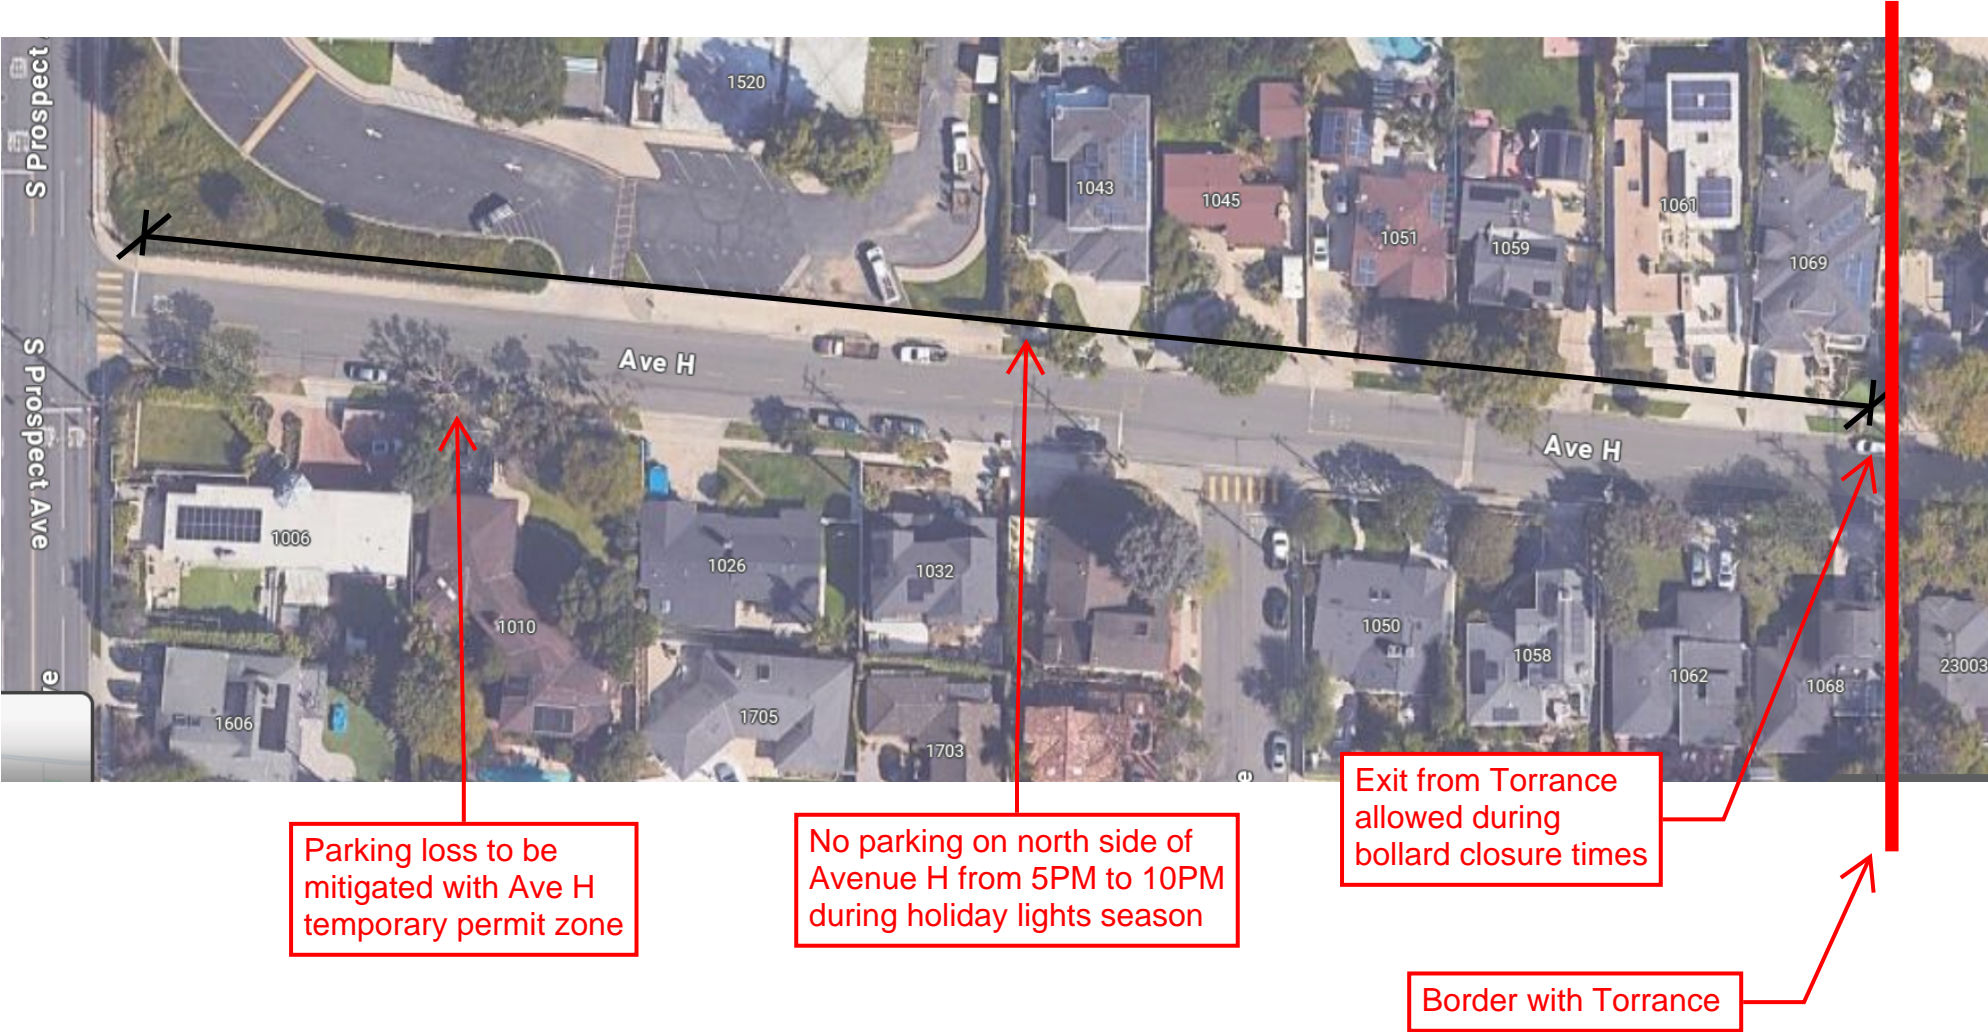 S Prospect
1520
1043
1045
1051
1059
1061
1069
S Prospect Ave
Ave H
Ave H
1006
1010
1026
1032
1050
1058
1062
1068
23003
1606
1705
1703
Parking loss to be
mitigated with Ave H
temporary permit zone
No parking on north side of
Avenue H from 5PM to 10PM
during holiday lights season
Exit from Torrance
allowed during
bollard closure times
Border with Torrance